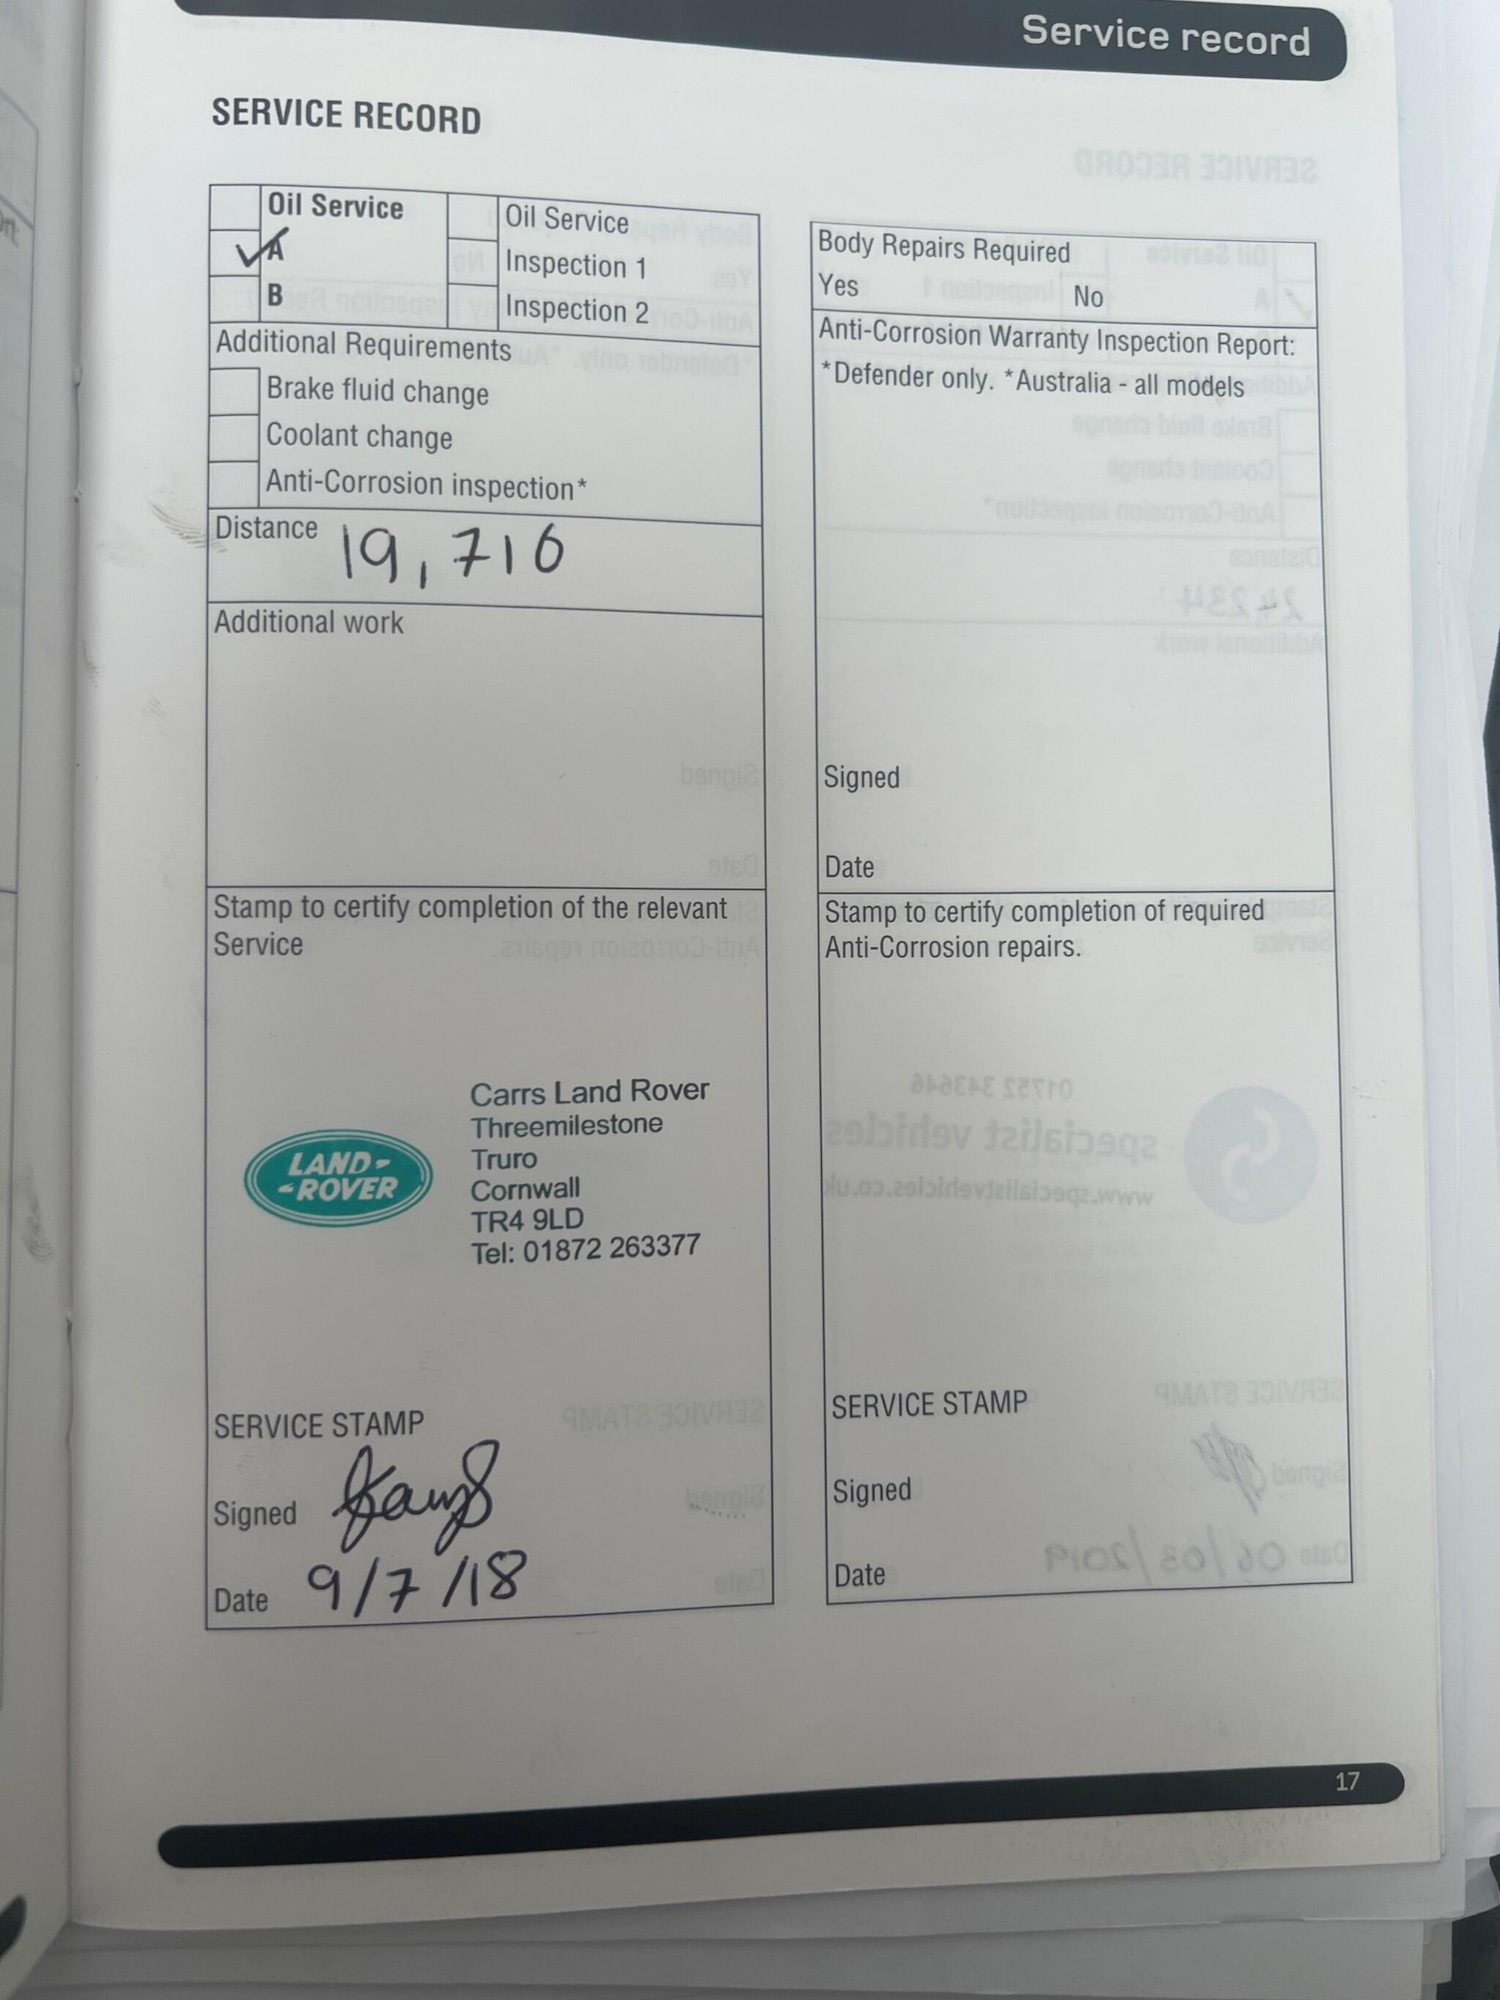 Service record
SERVICE RECORD
Oil Service
✓ A
B
Oil Service
Inspection 1
Inspection 2
Additional Requirements
Brake fluid change
Coolant change
Anti-Corrosion inspection*
Distance 19,716
Additional work
Stamp to certify completion of the relevant
Service
LAND-
-ROVER
Carrs Land Rover
Threemilestone
Truro
Cornwall
TR4 9LD
Tel: 01872 263377
SERVICE STAMP
Signed
Date 9/7/18
Body Repairs Required
Yes No
Anti-Corrosion Warranty Inspection Report:
*Defender only. *Australia - all models
Signed
Date
Stamp to certify completion of required
Anti-Corrosion repairs.
SERVICE STAMP
Signed
Date
17